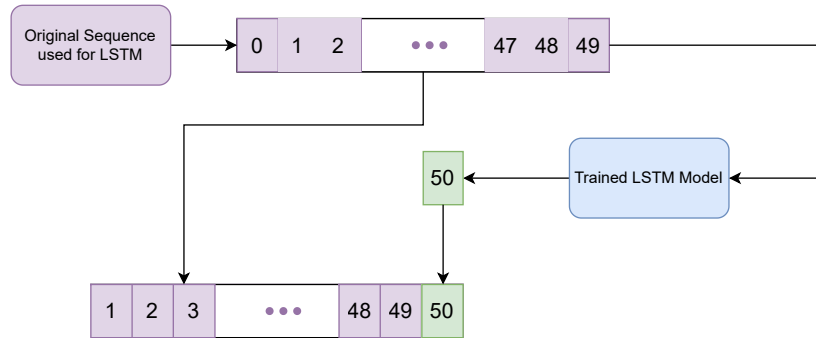 Original Sequence
used for LSTM
0 1 2 ••• 47 48 49
50
Trained LSTM Model
1 2 3 ••• 48 49 50